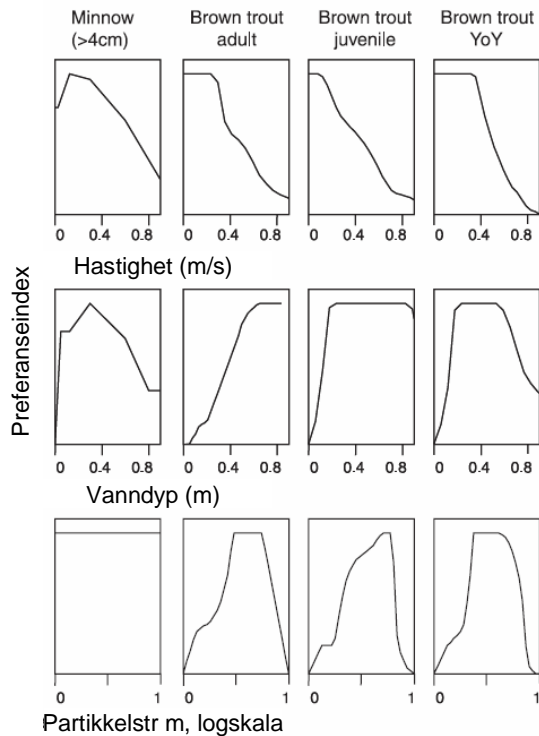 Minnow
(>4cm)
Brown trout
adult
Brown trout
juvenile
Brown trout
YoY
0 0.4 0.8
0 0.4 0.8
0 0.4 0.8
0 0.4 0.8
Hastighet (m/s)
Preferanseindex
0 0.4 0.8
0 0.4 0.8
0 0.4 0.8
0 0.4 0.8
Vanndyp (m)
0 1
0 1
0 1
0 1
Partikkelstr m, logskala